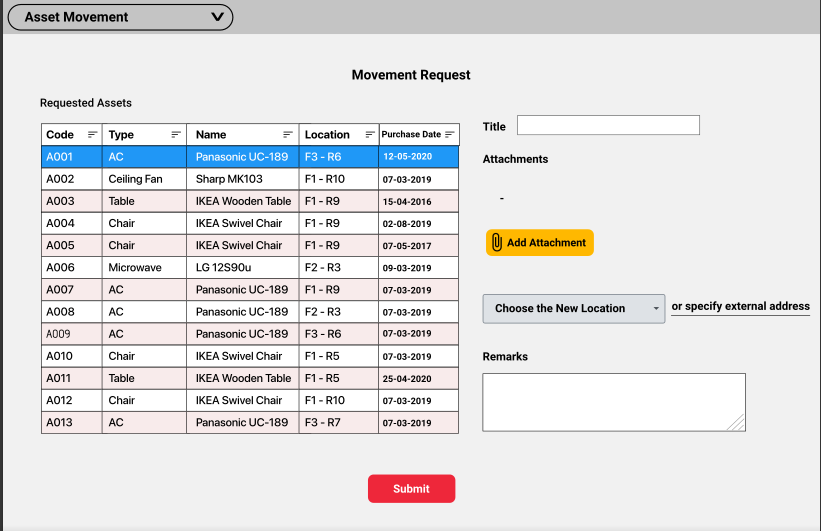 Asset Movement
Movement Request
Requested Assets
Code Type Name Location Purchase Date
A001 AC Panasonic UC-189 F3 - R6 12-05-2020
A002 Ceiling Fan Sharp MK103 F1 - R10 07-03-2019
A003 Table IKEA Wooden Table F1 - R9 15-04-2016
A004 Chair IKEA Swivel Chair F1 - R9 02-08-2019
A005 Chair IKEA Swivel Chair F1 - R9 07-05-2017
A006 Microwave LG 12S90u F2 - R3 09-03-2019
A007 AC Panasonic UC-189 F1 - R9 07-03-2019
A008 AC Panasonic UC-189 F2 - R3 07-03-2019
A009 AC Panasonic UC-189 F3 - R6 07-03-2019
A010 Chair IKEA Swivel Chair F1 - R5 07-03-2019
A011 Table IKEA Wooden Table F1 - R5 25-04-2020
A012 Chair IKEA Swivel Chair F1 - R10 07-03-2019
A013 AC Panasonic UC-189 F3 - R7 07-03-2019
Title
Attachments
-
Add Attachment
Choose the New Location or specify external address
Remarks
Submit